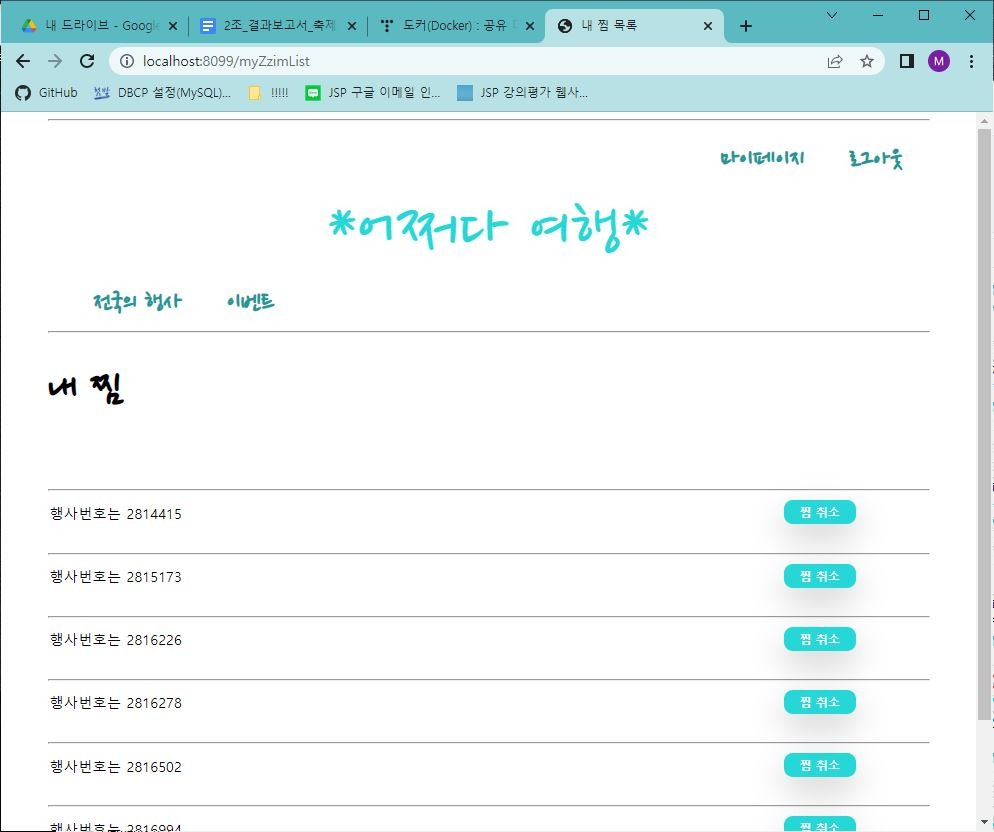 내 드라이브 - Google
2조_결과보고서_축제
도커(Docker) : 공유
내 찜 목록
localhost:8099/myZzimList
M
GitHub
DBCP 설정(MySQL)...
!!!!!
JSP 구글 이메일 인...
JSP 강의평가 웹사...
마이페이지 로그아웃
*어쩌다 여행*
전국의 행사 이벤트
내 찜
행사번호는 2814415 찜 취소
행사번호는 2815173 찜 취소
행사번호는 2816226 찜 취소
행사번호는 2816278 찜 취소
행사번호는 2816502 찜 취소
행사번호는 2816994 찜 취소